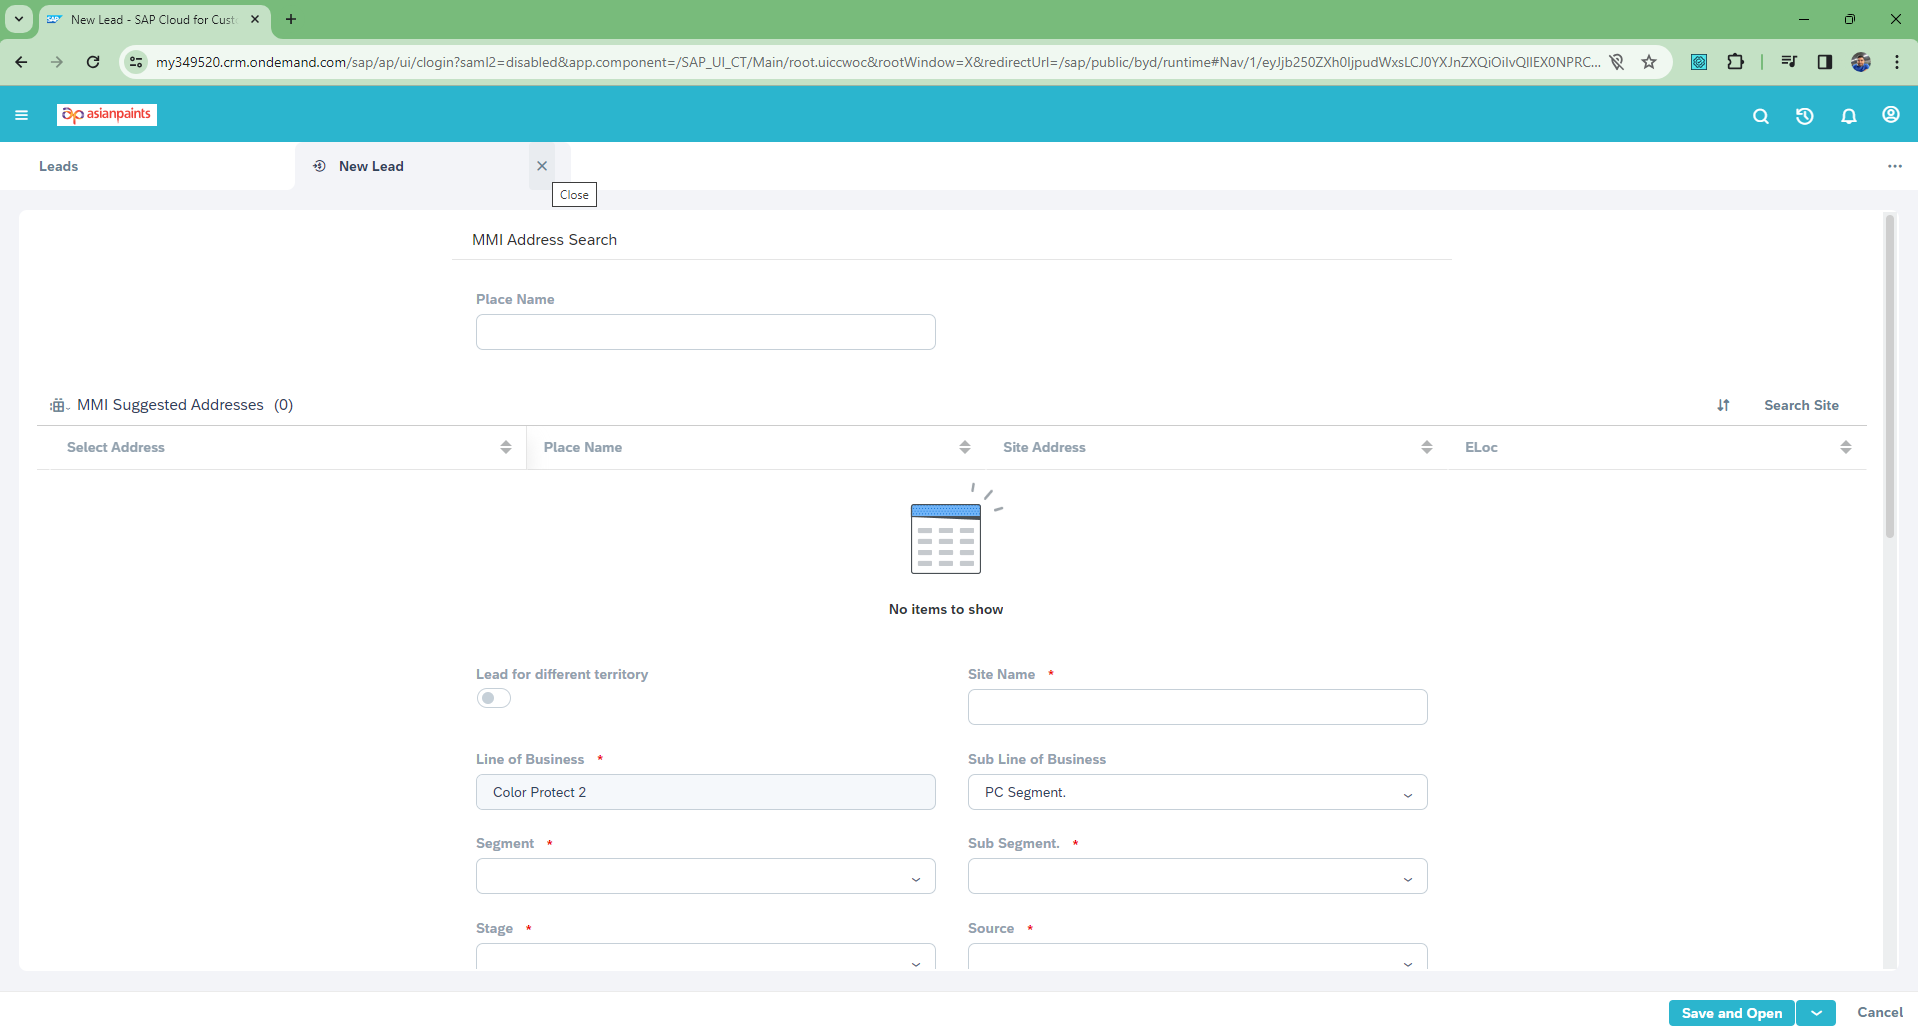 New Lead - SAP Cloud for Cust
my349520.crm.ondemand.com/sap/ap/ui/clogin?saml2=disabled&app.component=/SAP_UI_CT/Main/root.uiccwoc&rootWindow=X&redirectUrl=/sap/public/byd/runtime#Nav/1/eyJjb250ZXh0IjpudWxsLCJ0YXJnZXQiOiIvQllEX0NPRC...
asianpaints
Leads
New Lead
Close
MMI Address Search
Place Name
MMI Suggested Addresses (0)
Search Site
Select Address Place Name Site Address ELoc
No items to show
Lead for different territory
Site Name *
Line of Business *
Sub Line of Business
Color Protect 2
PC Segment.
Segment *
Sub Segment. *
Stage *
Source *
Save and Open
Cancel